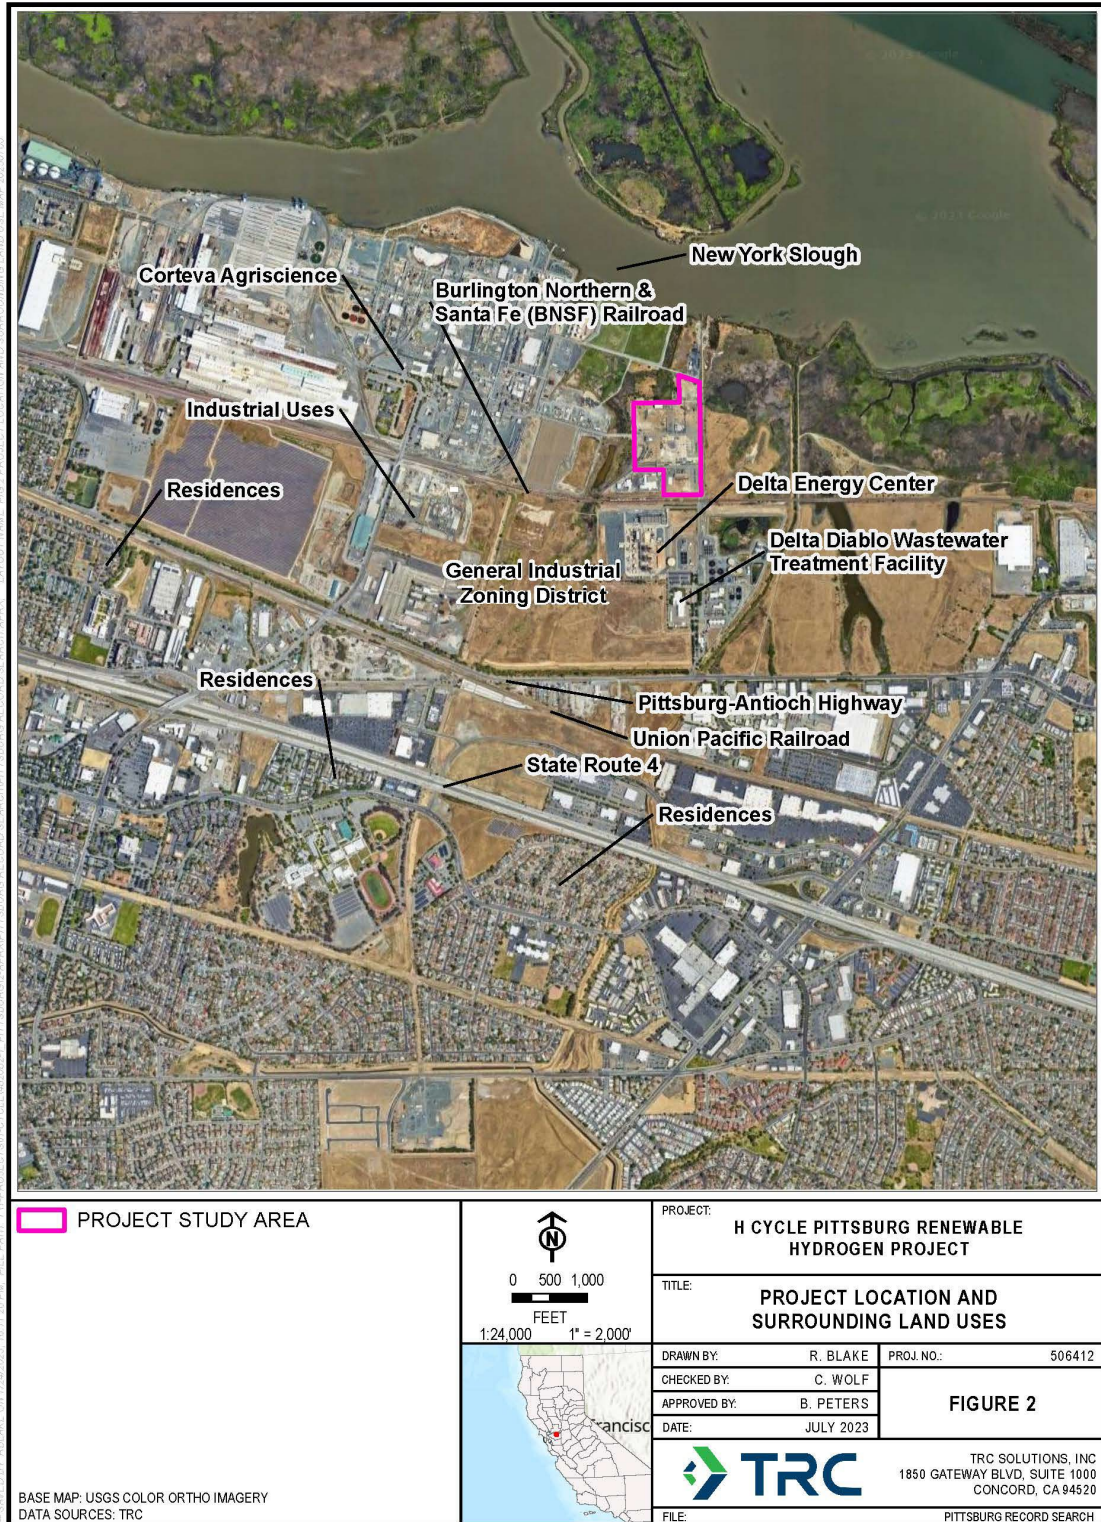 © 2023 Google
© 2023 Google
New York Slough
Corteva Agriscience
Burlington Northern &
Santa Fe (BNSF) Railroad
Industrial Uses
Residences
Delta Energy Center
Delta Diablo Wastewater
Treatment Facility
General Industrial
Zoning District
Residences
Pittsburg-Antioch Highway
Union Pacific Railroad
State Route 4
Residences
PROJECT STUDY AREA
N
0 500 1,000
FEET
1:24,000 1" = 2,000'
Francisc
BASE MAP: USGS COLOR ORTHO IMAGERY
DATA SOURCES: TRC
PROJECT:
H CYCLE PITTSBURG RENEWABLE
HYDROGEN PROJECT
TITLE:
PROJECT LOCATION AND
SURROUNDING LAND USES
DRAWN BY: R. BLAKE
PROJ. NO.: 506412
CHECKED BY: C. WOLF
APPROVED BY: B. PETERS
DATE: JULY 2023
FIGURE 2
TRC
TRC SOLUTIONS, INC
1850 GATEWAY BLVD, SUITE 1000
CONCORD, CA 94520
FILE: PITTSBURG RECORD SEARCH